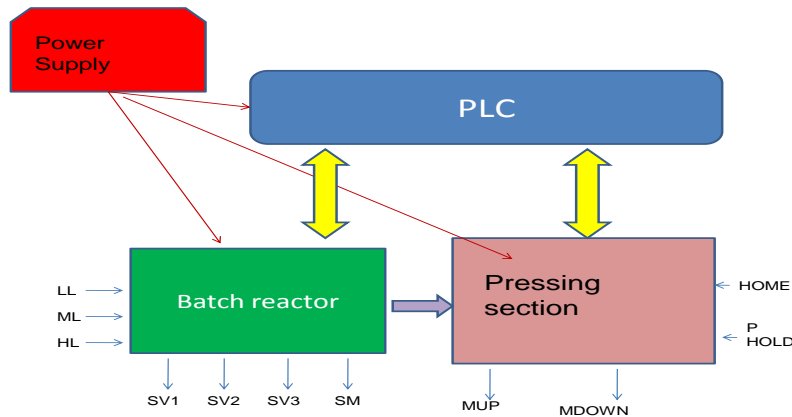 Power
Supply
PLC
Batch reactor
Pressing
section
LL
ML
HL
HOME
P
HOLD
SV1
SV2
SV3
SM
MUP
MDOWN